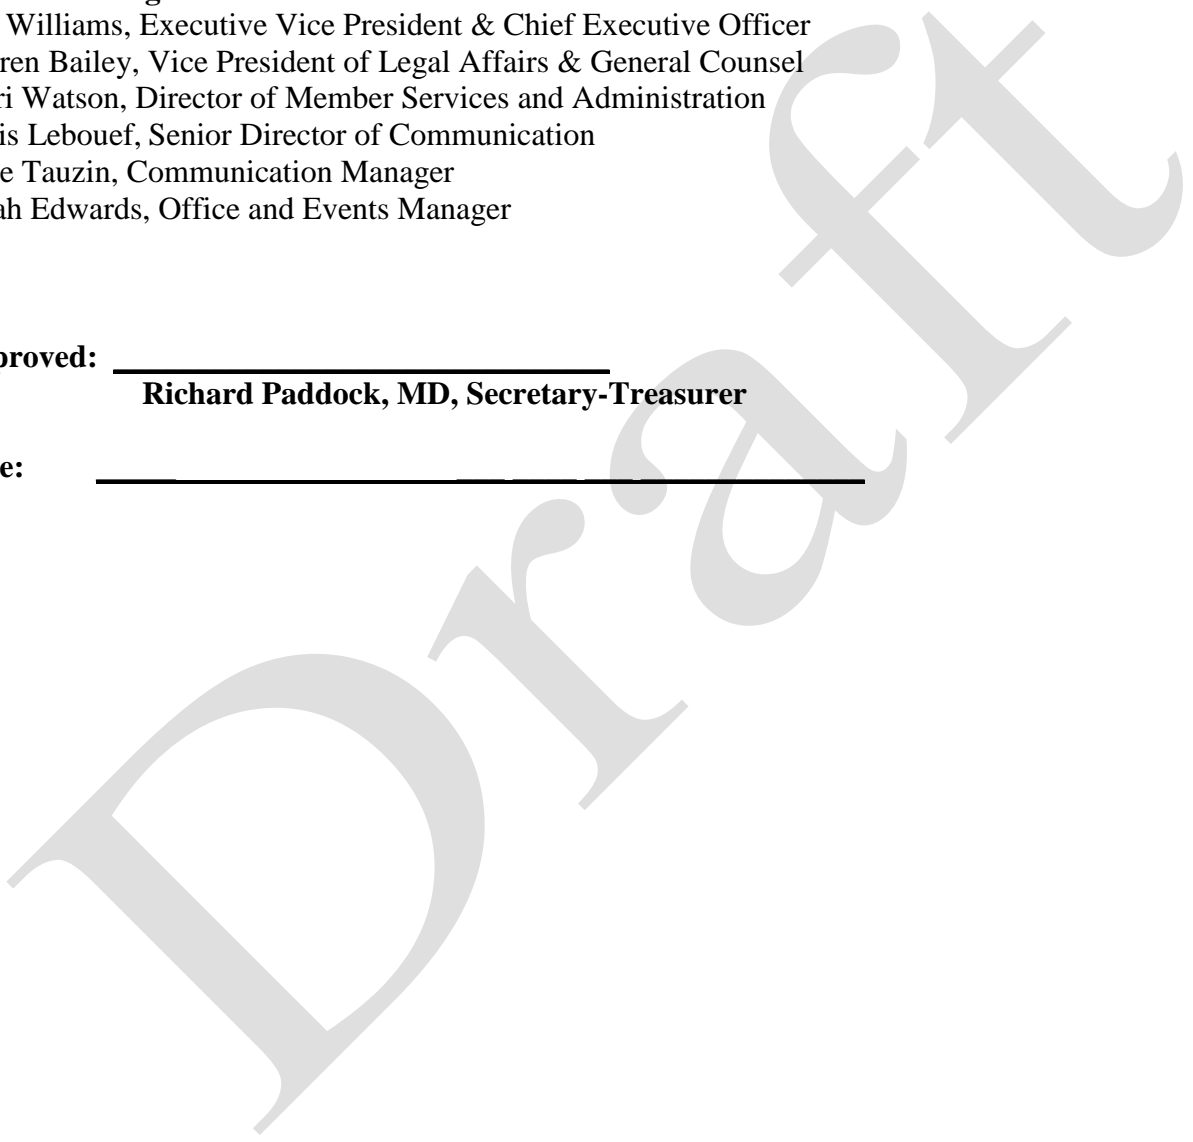 Williams, Executive Vice President & Chief Executive Officer
ren Bailey, Vice President of Legal Affairs & General Counsel
ri Watson, Director of Member Services and Administration
is Lebouef, Senior Director of Communication
e Tauzin, Communication Manager
ah Edwards, Office and Events Manager
proved:
Richard Paddock, MD, Secretary-Treasurer
e:
Draft